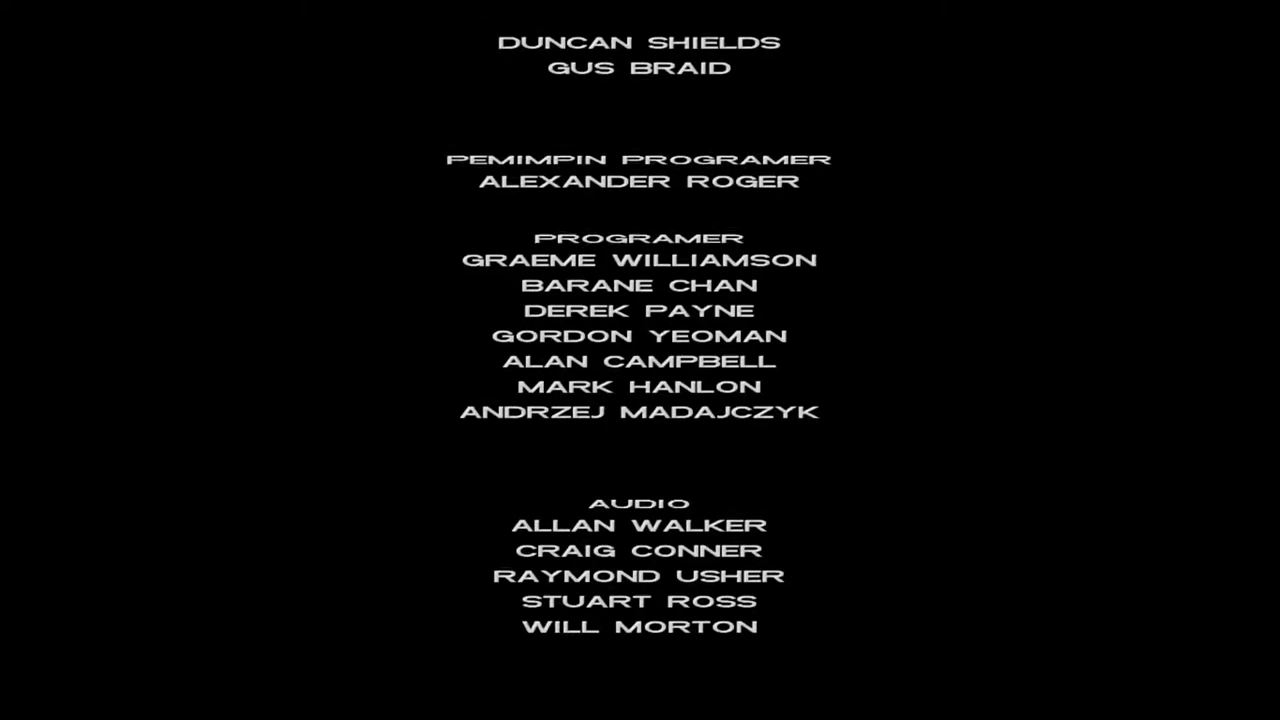 DUNCAN SHIELDS
GUS BRAID
PEMIMPIN PROGRAMER
ALEXANDER ROGER
PROGRAMER
GRAEME WILLIAMSON
BARANE CHAN
DEREK PAYNE
GORDON YEOMAN
ALAN CAMPBELL
MARK HANLON
ANDRZEJ MADAJCZYK
AUDIO
ALLAN WALKER
CRAIG CONNER
RAYMOND USHER
STUART ROSS
WILL MORTON